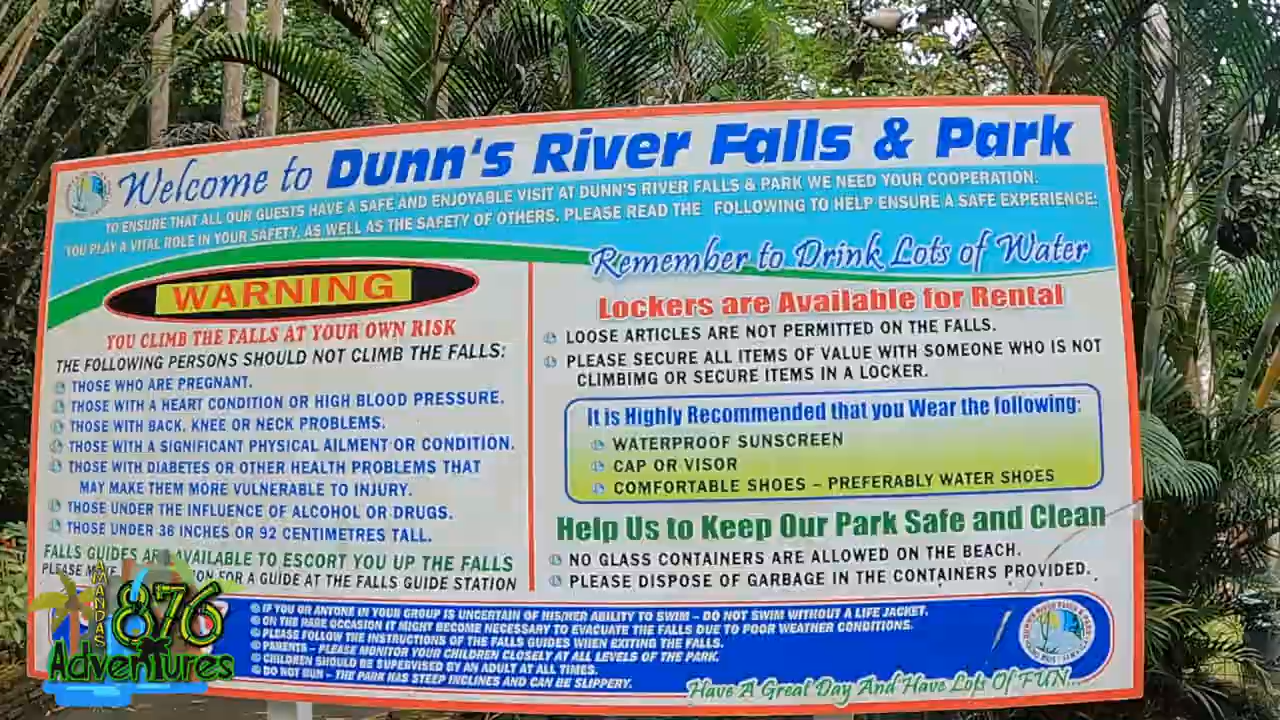 Welcome to Dunn's River Falls & Park
TO ENSURE THAT ALL OUR GUESTS HAVE A SAFE AND ENJOYABLE VISIT AT DUNN'S RIVER FALLS & PARK WE NEED YOUR COOPERATION.
YOU PLAY A VITAL ROLE IN YOUR SAFETY, AS WELL AS THE SAFETY OF OTHERS. PLEASE READ THE FOLLOWING TO HELP ENSURE A SAFE EXPERIENCE:
Remember to Drink Lots of Water
WARNING
YOU CLIMB THE FALLS AT YOUR OWN RISK
THE FOLLOWING PERSONS SHOULD NOT CLIMB THE FALLS:
THOSE WHO ARE PREGNANT.
THOSE WITH A HEART CONDITION OR HIGH BLOOD PRESSURE.
THOSE WITH BACK, KNEE OR NECK PROBLEMS.
THOSE WITH A SIGNIFICANT PHYSICAL AILMENT OR CONDITION.
THOSE WITH DIABETES OR OTHER HEALTH PROBLEMS THAT
MAY MAKE THEM MORE VULNERABLE TO INJURY.
THOSE UNDER THE INFLUENCE OF ALCOHOL OR DRUGS.
THOSE UNDER 36 INCHES OR 92 CENTIMETRES TALL.
FALLS GUIDES ARE AVAILABLE TO ESCORT YOU UP THE FALLS
PLEASE FOR A GUIDE AT THE FALLS GUIDE STATION
Lockers are Available for Rental
LOOSE ARTICLES ARE NOT PERMITTED ON THE FALLS.
PLEASE SECURE ALL ITEMS OF VALUE WITH SOMEONE WHO IS NOT
CLIMBIMG OR SECURE ITEMS IN A LOCKER.
It is Highly Recommended that you Wear the following:
WATERPROOF SUNSCREEN
CAP OR VISOR
COMFORTABLE SHOES – PREFERABLY WATER SHOES
Help Us to Keep Our Park Safe and Clean
NO GLASS CONTAINERS ARE ALLOWED ON THE BEACH.
PLEASE DISPOSE OF GARBAGE IN THE CONTAINERS PROVIDED.
IF YOU OR ANYONE IN YOUR GROUP IS UNCERTAIN OF HIS/HER ABILITY TO SWIM – DO NOT SWIM WITHOUT A LIFE JACKET.
ON THE RARE OCCASION IT MIGHT BECOME NECESSARY TO EVACUATE THE FALLS DUE TO POOR WEATHER CONDITIONS.
PLEASE FOLLOW THE INSTRUCTIONS OF THE FALLS GUIDES WHEN EXITING THE FALLS.
PARENTS – PLEASE MONITOR YOUR CHILDREN CLOSELY AT ALL LEVELS OF THE PARK.
CHILDREN SHOULD BE SUPERVISED BY AN ADULT AT ALL TIMES.
DO NOT RUN – THE PARK HAS STEEP INCLINES AND CAN BE SLIPPERY.
Have A Great Day And Have Lots Of FUN...
AMANDA'S
876
Adventures